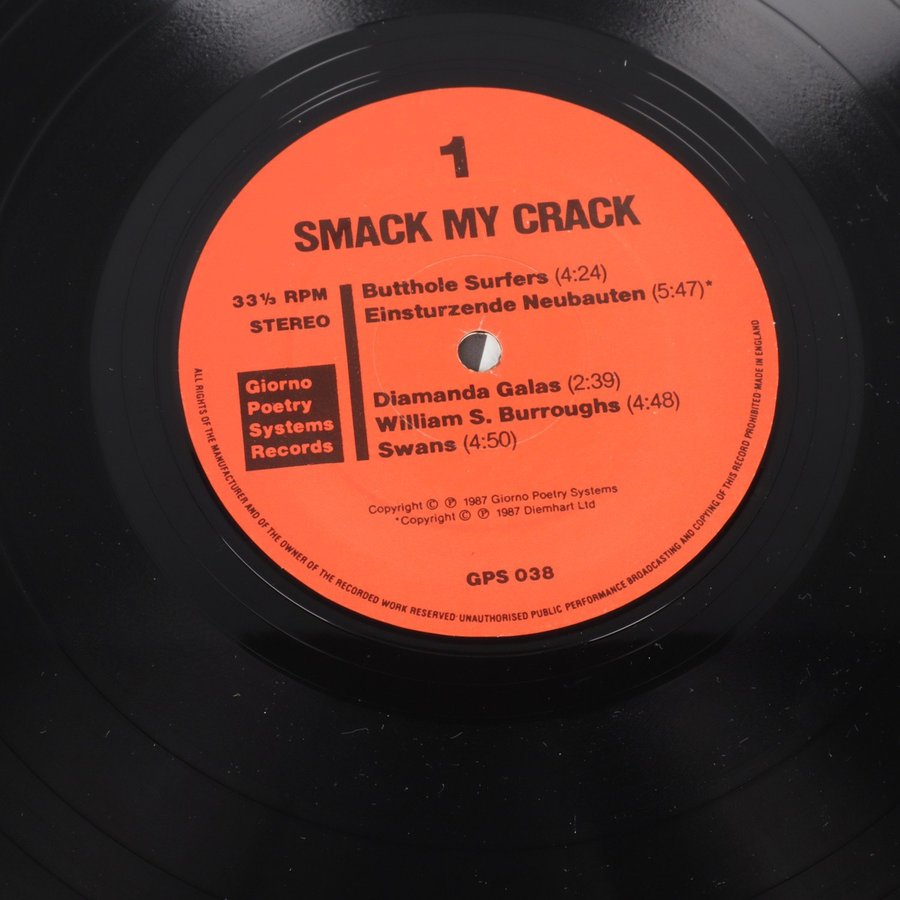 1
SMACK MY CRACK
33⅓ RPM
STEREO
Giorno
Poetry
Systems
Records
Butthole Surfers (4:24)
Einsturzende Neubauten (5:47)*
Diamanda Galas (2:39)
William S. Burroughs (4:48)
Swans (4:50)
Copyright © ℗ 1987 Giorno Poetry Systems
*Copyright © ℗ 1987 Diemhart Ltd
GPS 038
ALL RIGHTS OF THE MANUFACTURER AND OF THE OWNER OF THE RECORDED WORK RESERVED·UNAUTHORISED PUBLIC PERFORMANCE BROADCASTING AND COPYING OF THIS RECORD PROHIBITED·MADE IN ENGLAND